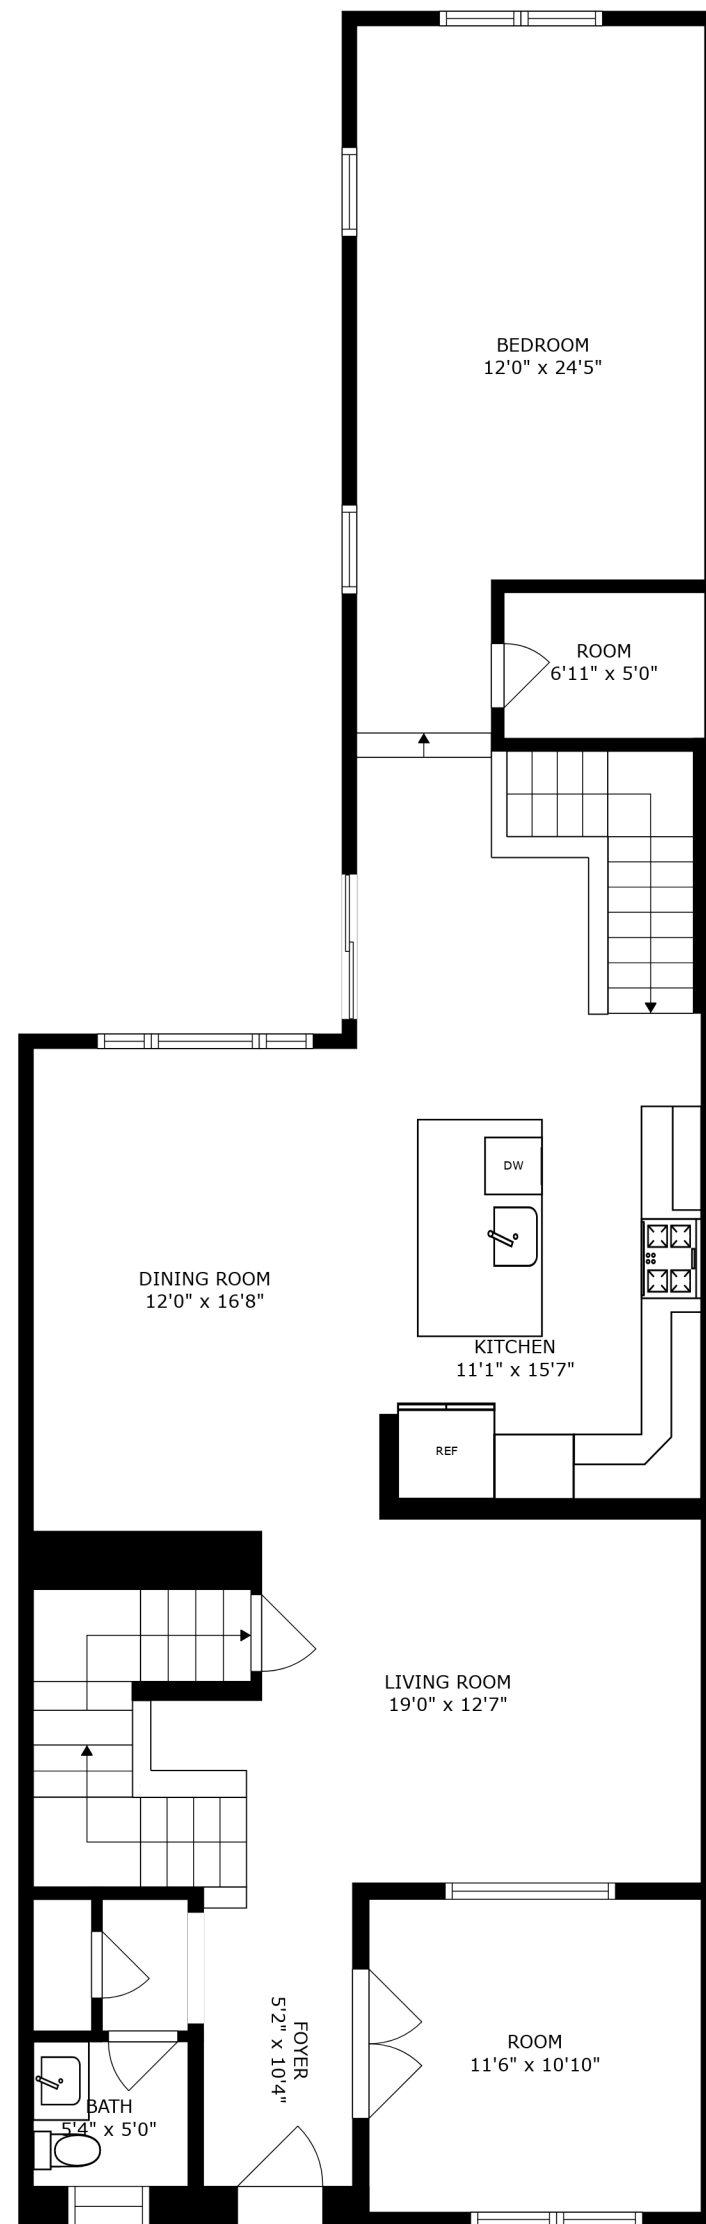 BEDROOM
12'0" x 24'5"
ROOM
6'11" x 5'0"
DW
DINING ROOM
12'0" x 16'8"
KITCHEN
11'1" x 15'7"
REF
LIVING ROOM
19'0" x 12'7"
FOYER
5'2" x 10'4"
ROOM
11'6" x 10'10"
BATH
5'4" x 5'0"